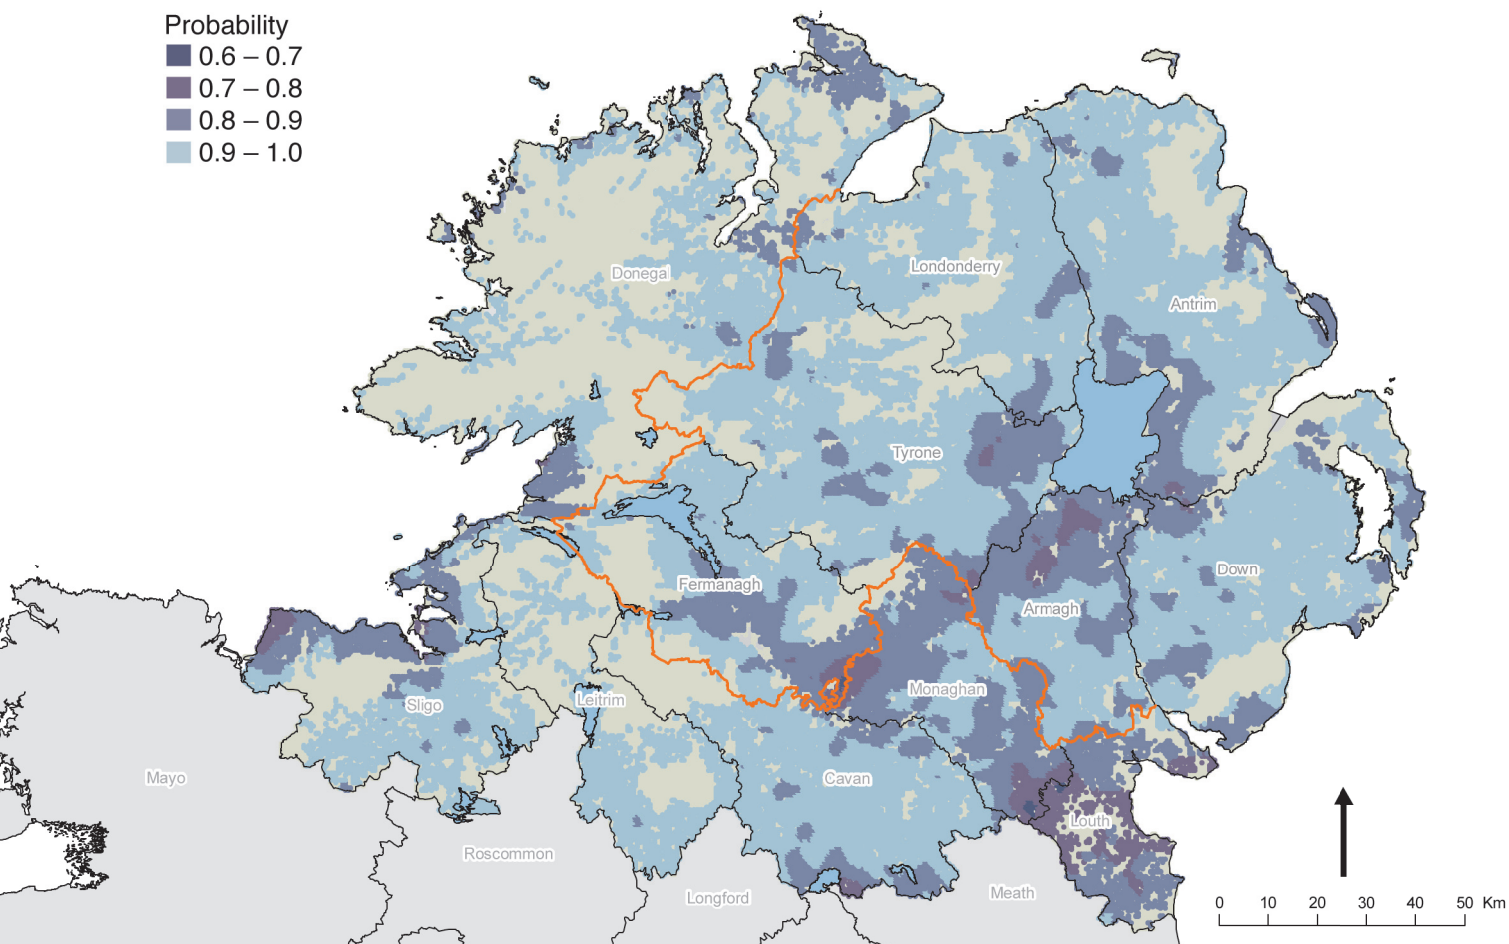 Probability
0.6 – 0.7
0.7 – 0.8
0.8 – 0.9
0.9 – 1.0
Donegal
Londonderry
Antrim
Tyrone
Fermanagh
Down
Armagh
Monaghan
Leitrim
Sligo
Mayo
Cavan
Louth
Roscommon
Longford
Meath
0 10 20 30 40 50 Km